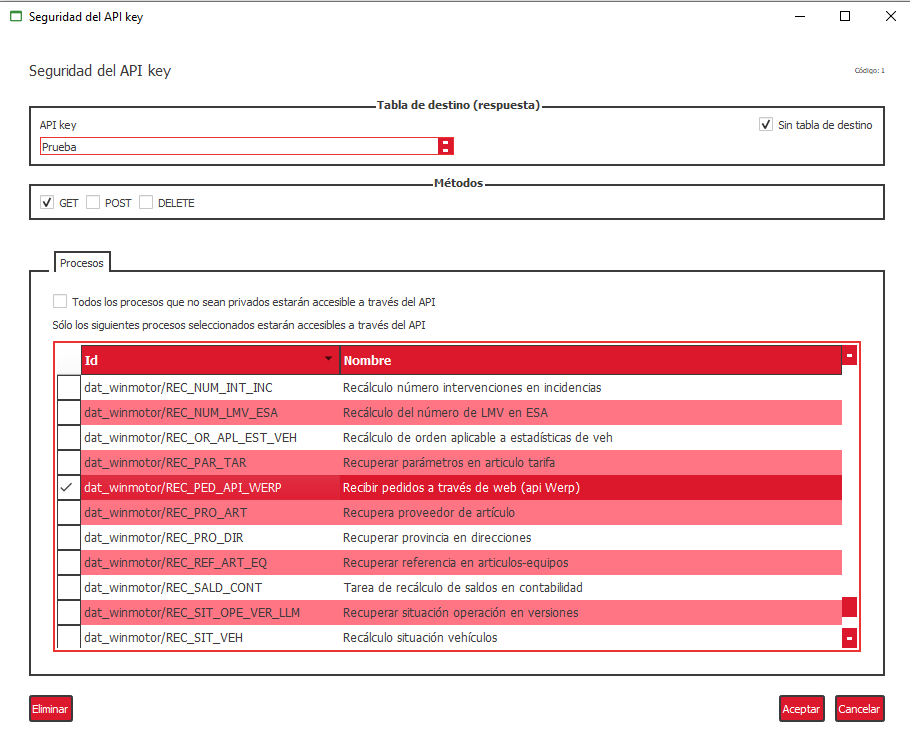 Seguridad del API key
Seguridad del API key
Código: 1
Tabla de destino (respuesta)
API key
Sin tabla de destino
Prueba
Métodos
GET POST DELETE
Procesos
Todos los procesos que no sean privados estarán accesible a través del API
Sólo los siguientes procesos seleccionados estarán accesibles a través del API
Id Nombre
dat_winmotor/REC_NUM_INT_INC Recálculo número intervenciones en incidencias
dat_winmotor/REC_NUM_LMV_ESA Recálculo del número de LMV en ESA
dat_winmotor/REC_OR_APL_EST_VEH Recálculo de orden aplicable a estadísticas de veh
dat_winmotor/REC_PAR_TAR Recuperar parámetros en articulo tarifa
dat_winmotor/REC_PED_API_WERP Recibir pedidos a través de web (api Werp)
dat_winmotor/REC_PRO_ART Recupera proveedor de artículo
dat_winmotor/REC_PRO_DIR Recuperar provincia en direcciones
dat_winmotor/REC_REF_ART_EQ Recuperar referencia en articulos-equipos
dat_winmotor/REC_SALD_CONT Tarea de recálculo de saldos en contabilidad
dat_winmotor/REC_SIT_OPE_VER_LLM Recuperar situación operación en versiones
dat_winmotor/REC_SIT_VEH Recálculo situación vehículos
Eliminar Aceptar Cancelar